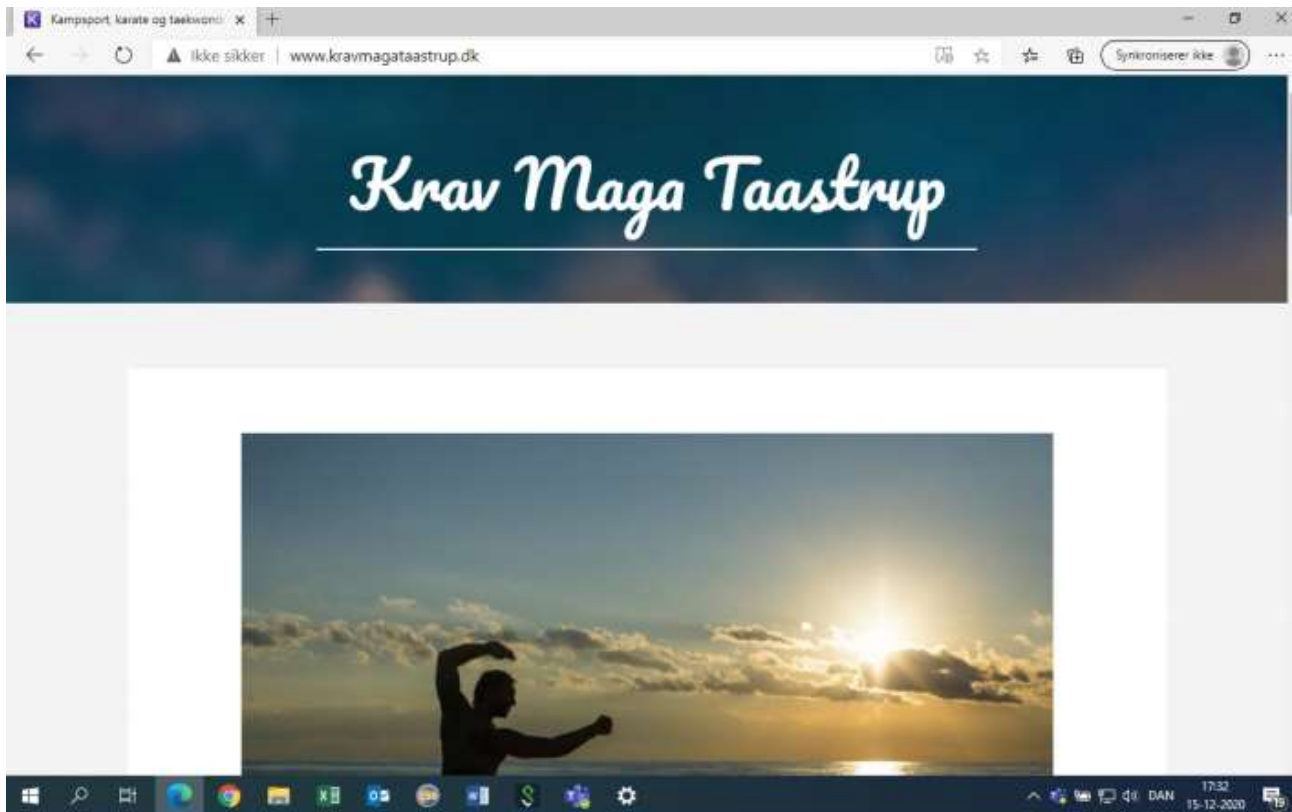 Kampsport, karate og taekwond
Ikke sikker | www.kravmagataastrup.dk
Synkroniserer ikke
Krav Maga Taastrup
DAN
17:32
15-12-2020